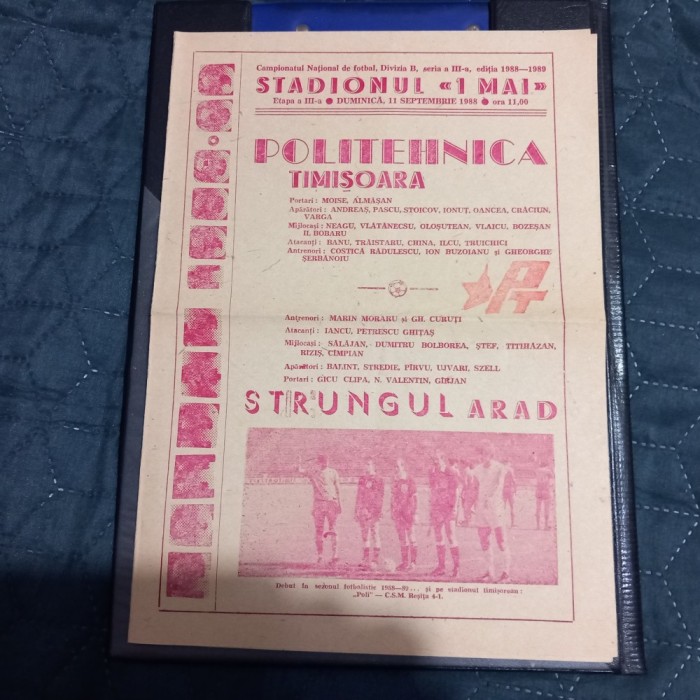 Campionatul Național de fotbal, Divizia B, seria a III-a, ediția 1988—1989
STADIONUL «1 MAI»
Etapa a III-a ● DUMINICĂ, 11 SEPTEMBRIE 1988 ● ora 11,00
POLITEHNICA
TIMIȘOARA
Portari : MOISE, ALMĂȘAN
Apărători : ANDREAȘ, PASCU, STOICOV, IONUȚ, OANCEA, CRĂCIUN,
VARGA
Mijlocași : NEAGU, VLĂTĂNECSU, OLOȘUTEAN, VLAICU, BOZEȘAN
II, BOBARU
Atacanți : BANU, TRĂISTARU, CHINA, ILCU, TRUICHICI
Antrenori : COSTICĂ RĂDULESCU, ION BUZOIANU și GHEORGHE
ȘERBĂNOIU
PT
Antrenori : MARIN MORARU și GH. CURUȚI
Atacanți : IANCU, PETRESCU GHIȚAȘ
Mijlocași : SĂLĂJAN, DUMITRU BOLBOREA, ȘTEF, TITIHĂZAN,
RIZIȘ, CÎMPIAN
Apărători : BALINT, STREDIE, PÎRVU, UJVARI, SZELL
Portari : GICU CLIPA, N. VALENTIN, GIUAN
STRUNGUL ARAD
Debut în sezonul fotbalistic 1988—89... și pe stadionul timișorean :
„Poli" — C.S.M. Reșița 4-1.